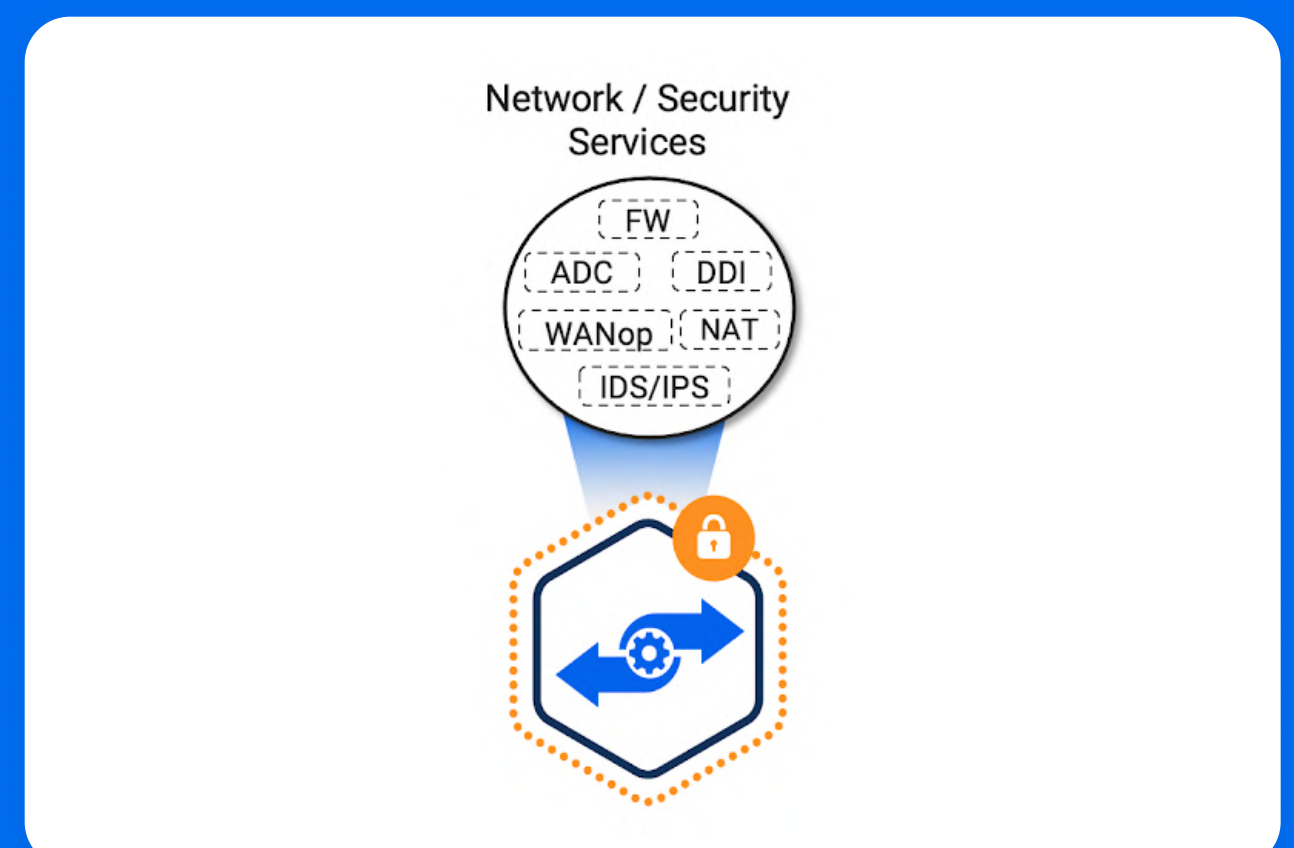 Network / Security
Services
FW
ADC DDI
WANop NAT
IDS/IPS